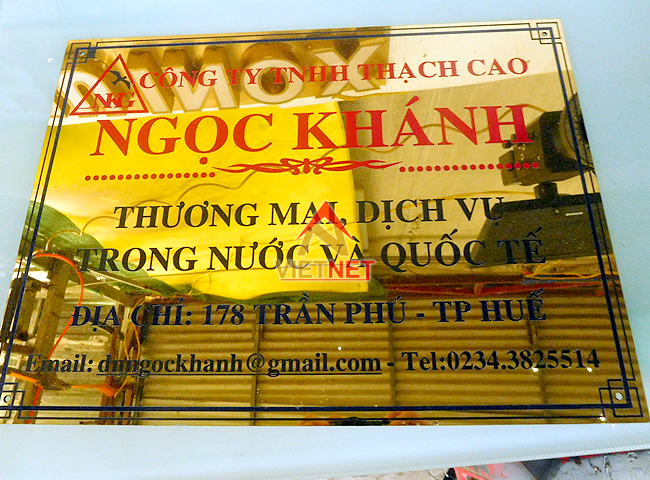 NKG
CÔNG TY TNHH THẠCH CAO
NGỌC KHÁNH
THƯƠNG MẠI, DỊCH VỤ
TRONG NƯỚC VÀ QUỐC TẾ
VIETNET
ĐỊA CHỈ: 178 TRẦN PHÚ - TP HUẾ
Email: dnngockhanh@gmail.com - Tel:0234.3825514